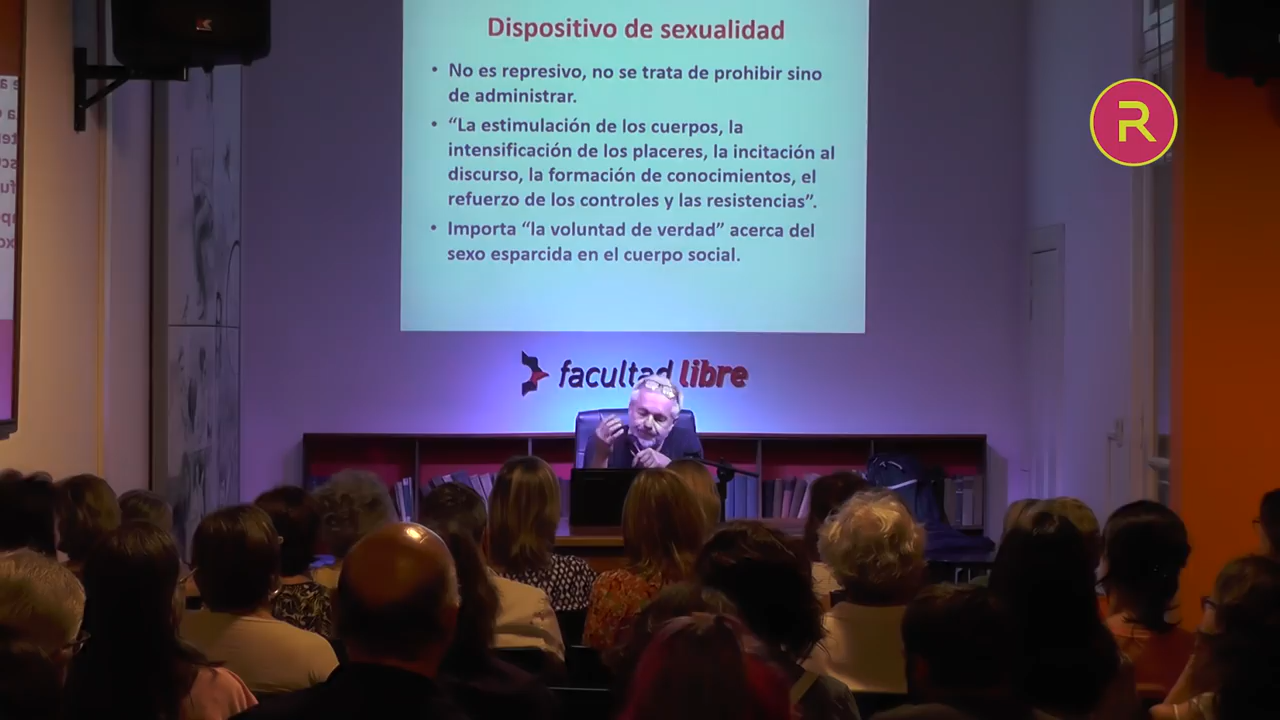 Dispositivo de sexualidad
• No es represivo, no se trata de prohibir sino
de administrar.
• “La estimulación de los cuerpos, la
intensificación de los placeres, la incitación al
discurso, la formación de conocimientos, el
refuerzo de los controles y las resistencias”.
• Importa “la voluntad de verdad” acerca del
sexo esparcida en el cuerpo social.
R
facultad libre